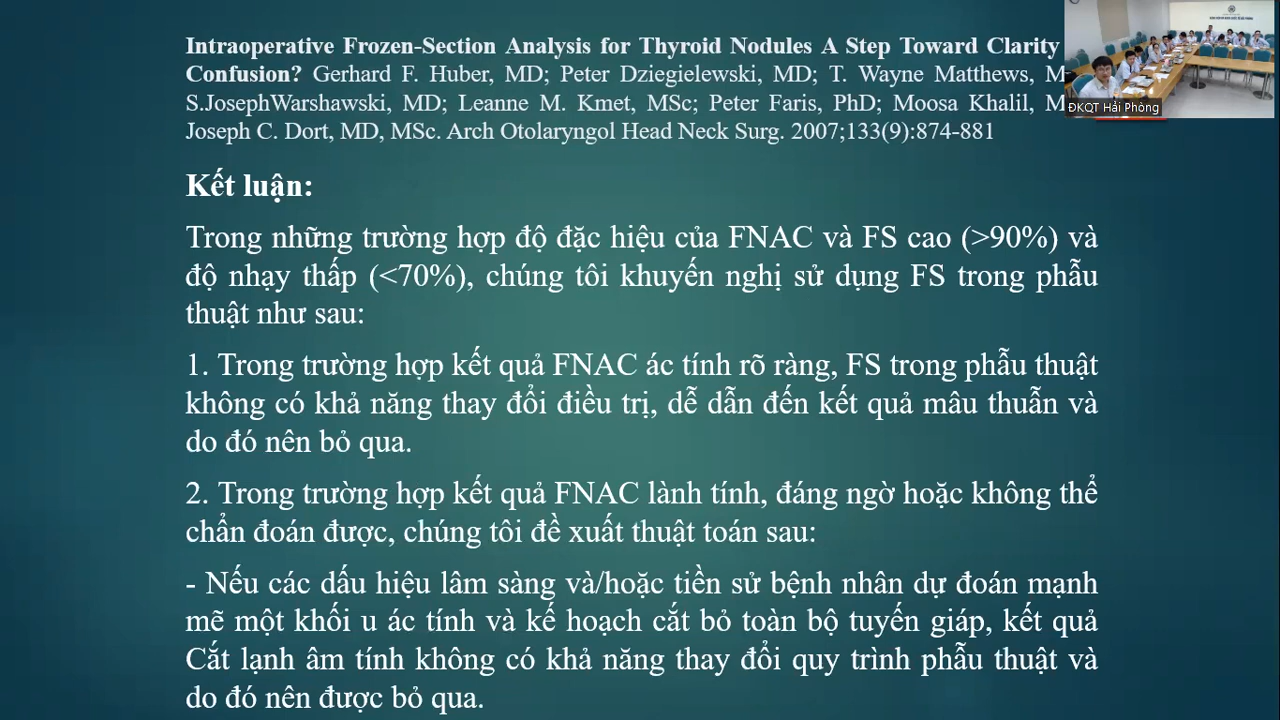 Intraoperative Frozen-Section Analysis for Thyroid Nodules A Step Toward Clarity
Confusion? Gerhard F. Huber, MD; Peter Dziegielewski, MD; T. Wayne Matthews, M
S.JosephWarshawski, MD; Leanne M. Kmet, MSc; Peter Faris, PhD; Moosa Khalil, M
Joseph C. Dort, MD, MSc. Arch Otolaryngol Head Neck Surg. 2007;133(9):874-881
ĐKQT Hải Phòng
Kết luận:
Trong những trường hợp độ đặc hiệu của FNAC và FS cao (>90%) và
độ nhạy thấp (<70%), chúng tôi khuyến nghị sử dụng FS trong phẫu
thuật như sau:
1. Trong trường hợp kết quả FNAC ác tính rõ ràng, FS trong phẫu thuật
không có khả năng thay đổi điều trị, dễ dẫn đến kết quả mâu thuẫn và
do đó nên bỏ qua.
2. Trong trường hợp kết quả FNAC lành tính, đáng ngờ hoặc không thể
chẩn đoán được, chúng tôi đề xuất thuật toán sau:
- Nếu các dấu hiệu lâm sàng và/hoặc tiền sử bệnh nhân dự đoán mạnh
mẽ một khối u ác tính và kế hoạch cắt bỏ toàn bộ tuyến giáp, kết quả
Cắt lạnh âm tính không có khả năng thay đổi quy trình phẫu thuật và
do đó nên được bỏ qua.